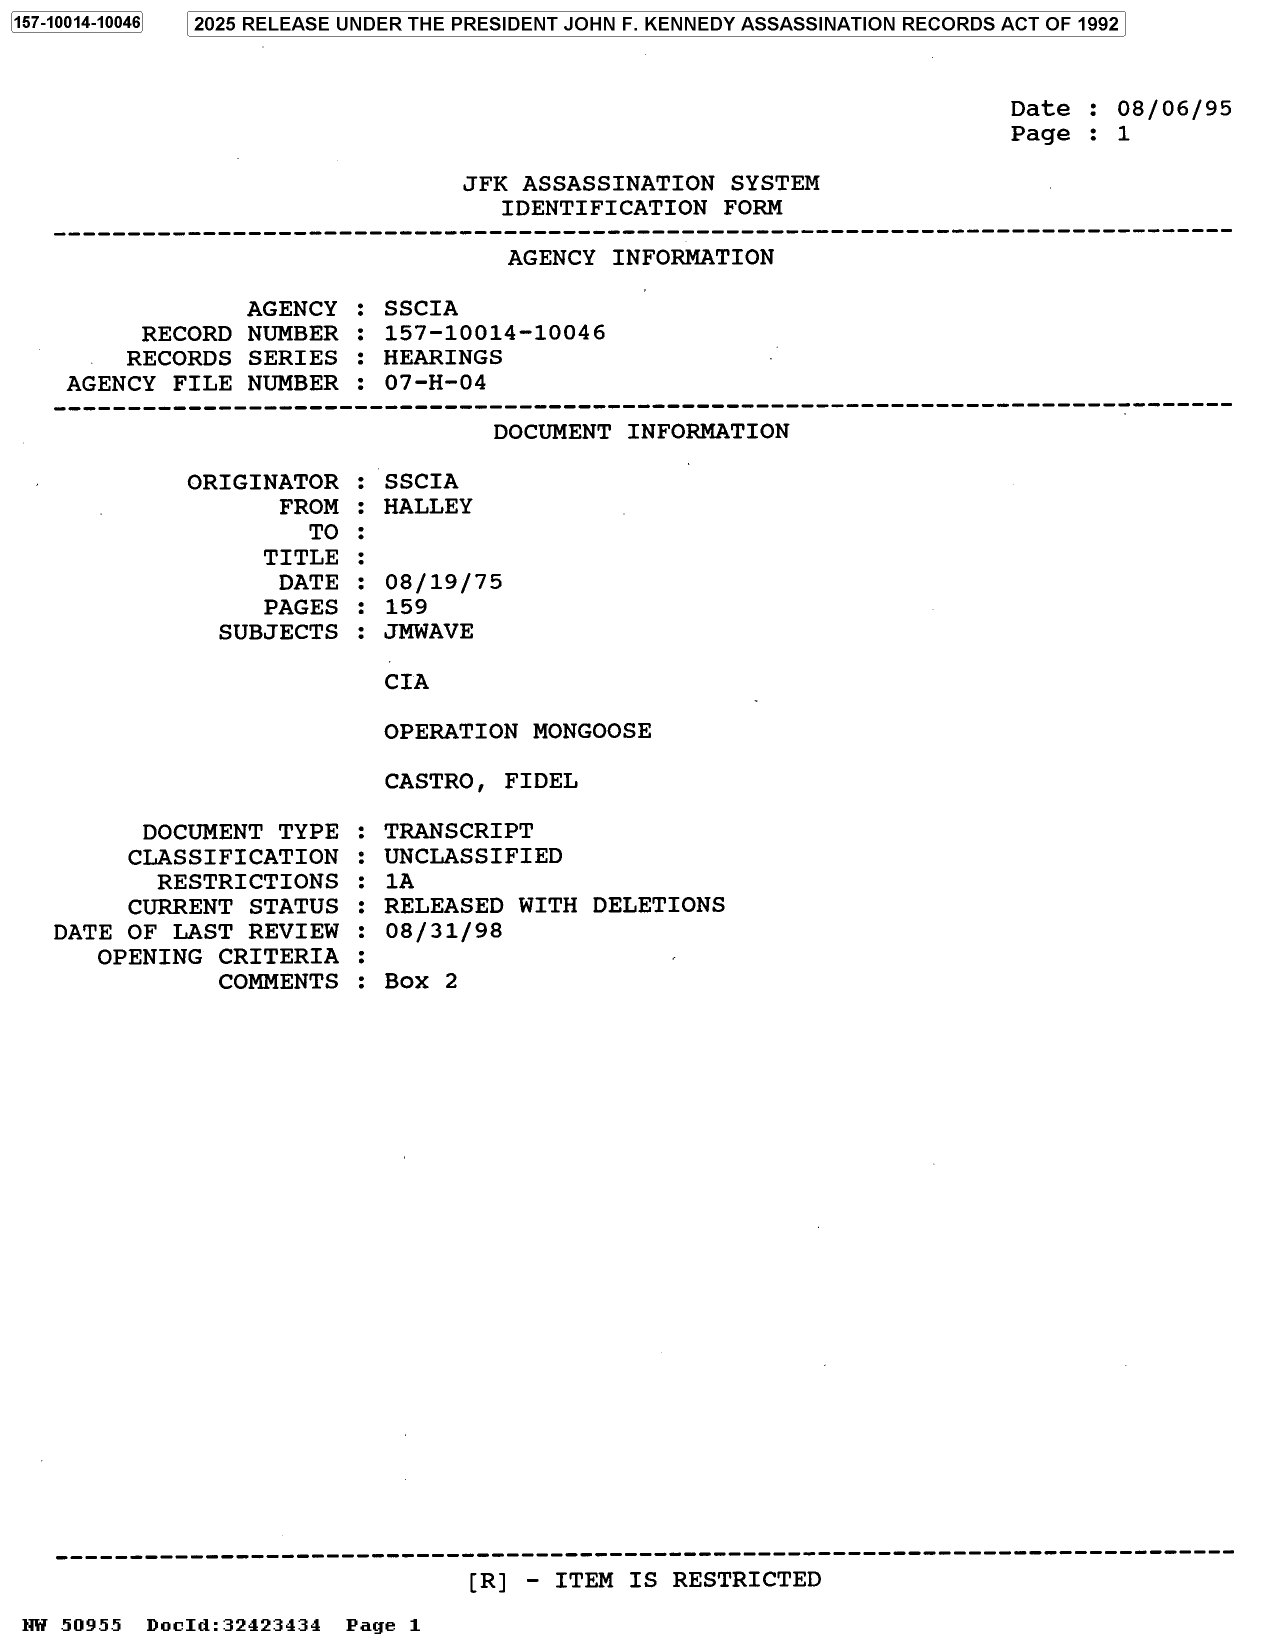 157-10014-10046 2025 RELEASE UNDER THE PRESIDENT JOHN F. KENNEDY ASSASSINATION RECORDS ACT OF 1992
Date : 08/06/95
Page : 1
JFK ASSASSINATION SYSTEM
IDENTIFICATION FORM
--------------------------------------------------------------------------------
AGENCY INFORMATION
AGENCY : SSCIA
RECORD NUMBER : 157-10014-10046
RECORDS SERIES : HEARINGS
AGENCY FILE NUMBER : 07-H-04
--------------------------------------------------------------------------------
DOCUMENT INFORMATION
ORIGINATOR : SSCIA
FROM : HALLEY
TO :
TITLE :
DATE : 08/19/75
PAGES : 159
SUBJECTS : JMWAVE
CIA
OPERATION MONGOOSE
CASTRO, FIDEL
DOCUMENT TYPE : TRANSCRIPT
CLASSIFICATION : UNCLASSIFIED
RESTRICTIONS : 1A
CURRENT STATUS : RELEASED WITH DELETIONS
DATE OF LAST REVIEW : 08/31/98
OPENING CRITERIA :
COMMENTS : Box 2
--------------------------------------------------------------------------------
[R] - ITEM IS RESTRICTED
NW 50955 DocId:32423434 Page 1